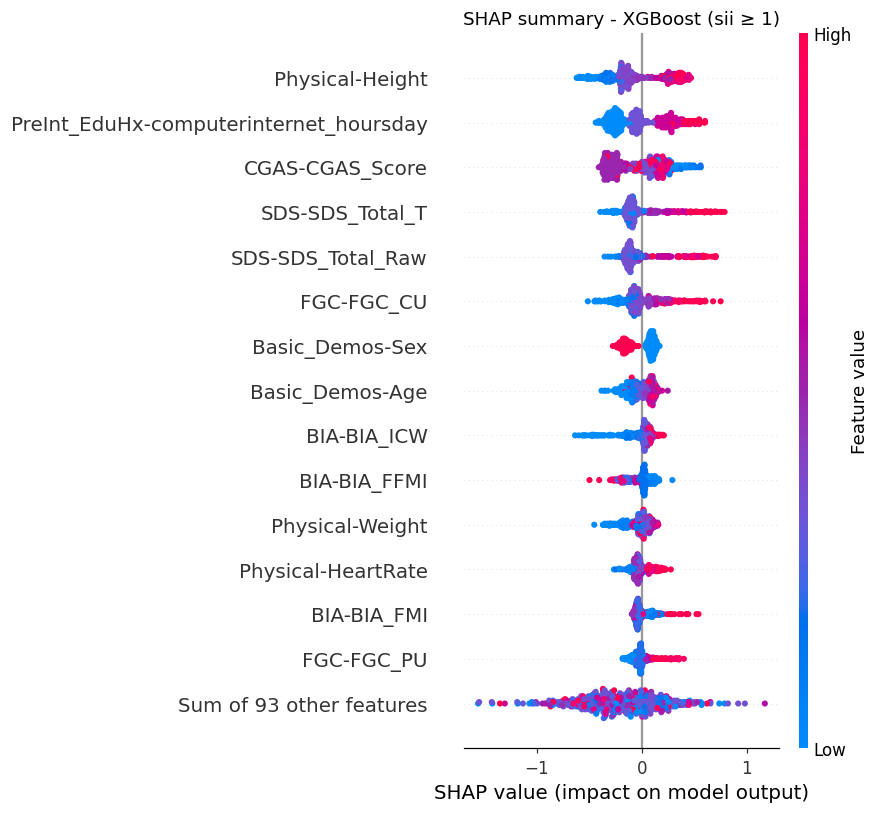 SHAP summary - XGBoost (sii ≥ 1)
High
Physical-Height
PreInt_EduHx-computerinternet_hoursday
CGAS-CGAS_Score
SDS-SDS_Total_T
SDS-SDS_Total_Raw
FGC-FGC_CU
Basic_Demos-Sex
Basic_Demos-Age
BIA-BIA_ICW
BIA-BIA_FFMI
Physical-Weight
Physical-HeartRate
BIA-BIA_FMI
FGC-FGC_PU
Sum of 93 other features
Feature value
Low
−1 0 1
SHAP value (impact on model output)